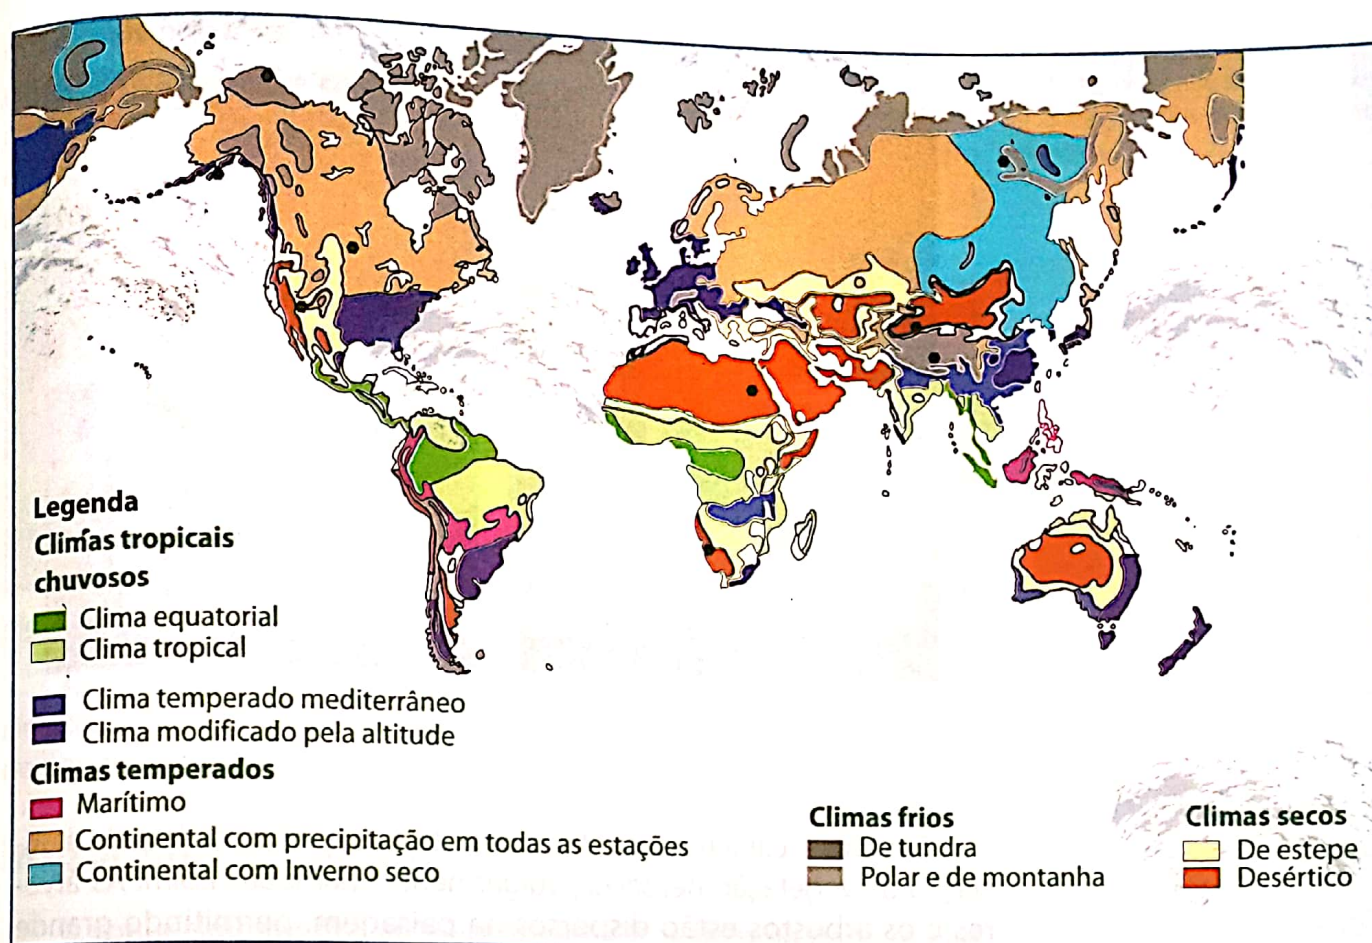 Legenda
Climas tropicais
chuvosos
Clima equatorial
Clima tropical
Clima temperado mediterrâneo
Clima modificado pela altitude
Climas temperados
Marítimo
Continental com precipitação em todas as estações
Continental com Inverno seco
Climas frios
De tundra
Polar e de montanha
Climas secos
De estepe
Desértico